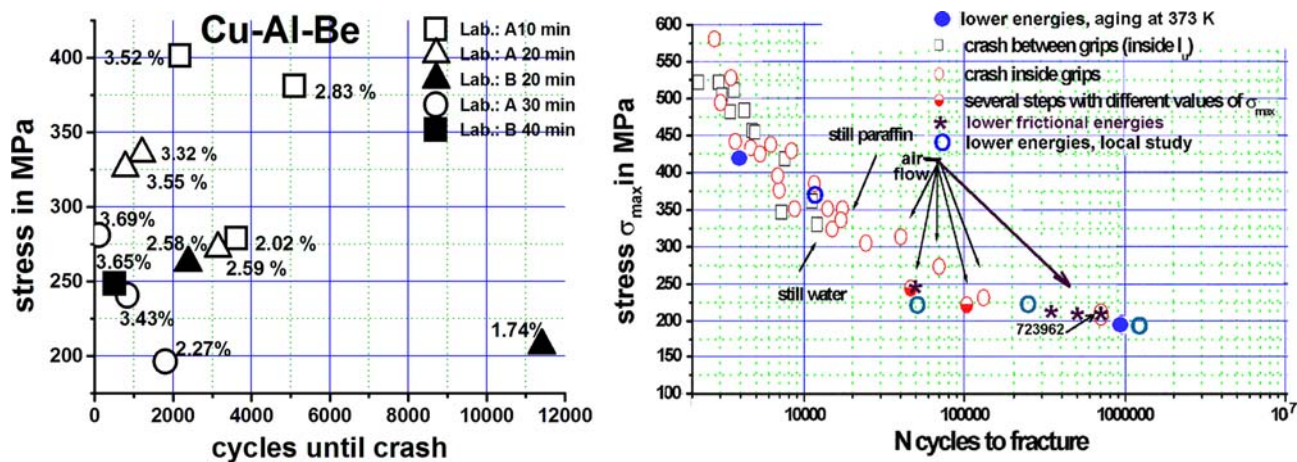 Cu-Al-Be
Lab.: A10 min
Lab.: A 20 min
Lab.: B 20 min
Lab.: A 30 min
Lab.: B 40 min
3.52 %
2.83 %
3.32 %
3.55 %
3.69%
2.58 %
2.02 %
3.65%
2.59 %
3.43%
2.27%
1.74%
400
350
300
250
200
stress in MPa
0
2000
4000
6000
8000
10000
12000
cycles until crash
600
550
500
450
400
350
300
250
200
150
100
stress σmax in MPa
lower energies, aging at 373 K
crash between grips (inside lu)
crash inside grips
several steps with different values of σmax
lower frictional energies
lower energies, local study
still paraffin
air
flow
still water
723962
10000
100000
1000000
10⁷
N cycles to fracture